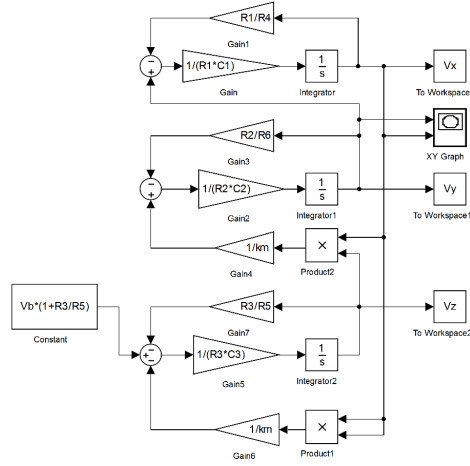 R1/R4
Gain1
1/(R1*C1)
Gain
1
s
Integrator
Vx
To Workspace
XY Graph
R2/R6
Gain3
1/(R2*C2)
Gain2
1
s
Integrator1
Vy
To Workspace1
1/km
Gain4
×
Product2
Vb*(1+R3/R5)
Constant
R3/R5
Gain7
1/(R3*C3)
Gain5
1
s
Integrator2
Vz
To Workspace2
1/km
Gain6
×
Product1